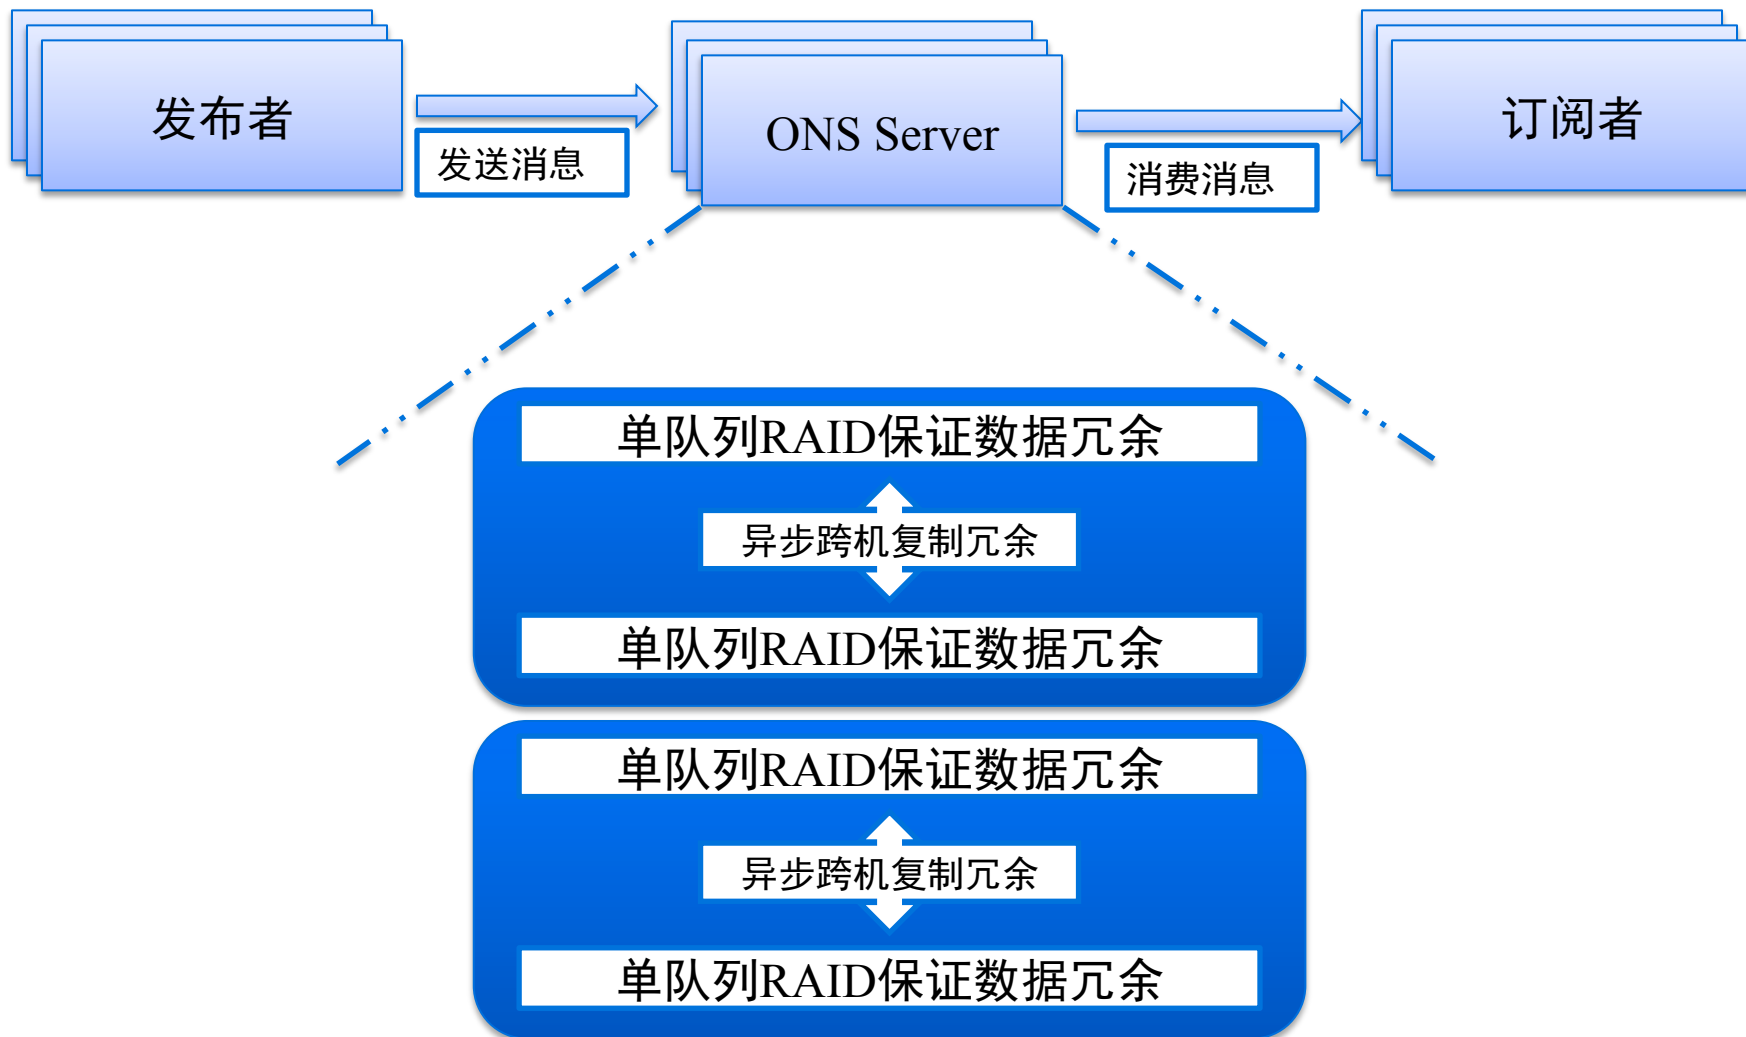 发布者
发送消息
ONS Server
消费消息
订阅者
单队列RAID保证数据冗余
异步跨机复制冗余
单队列RAID保证数据冗余
单队列RAID保证数据冗余
异步跨机复制冗余
单队列RAID保证数据冗余